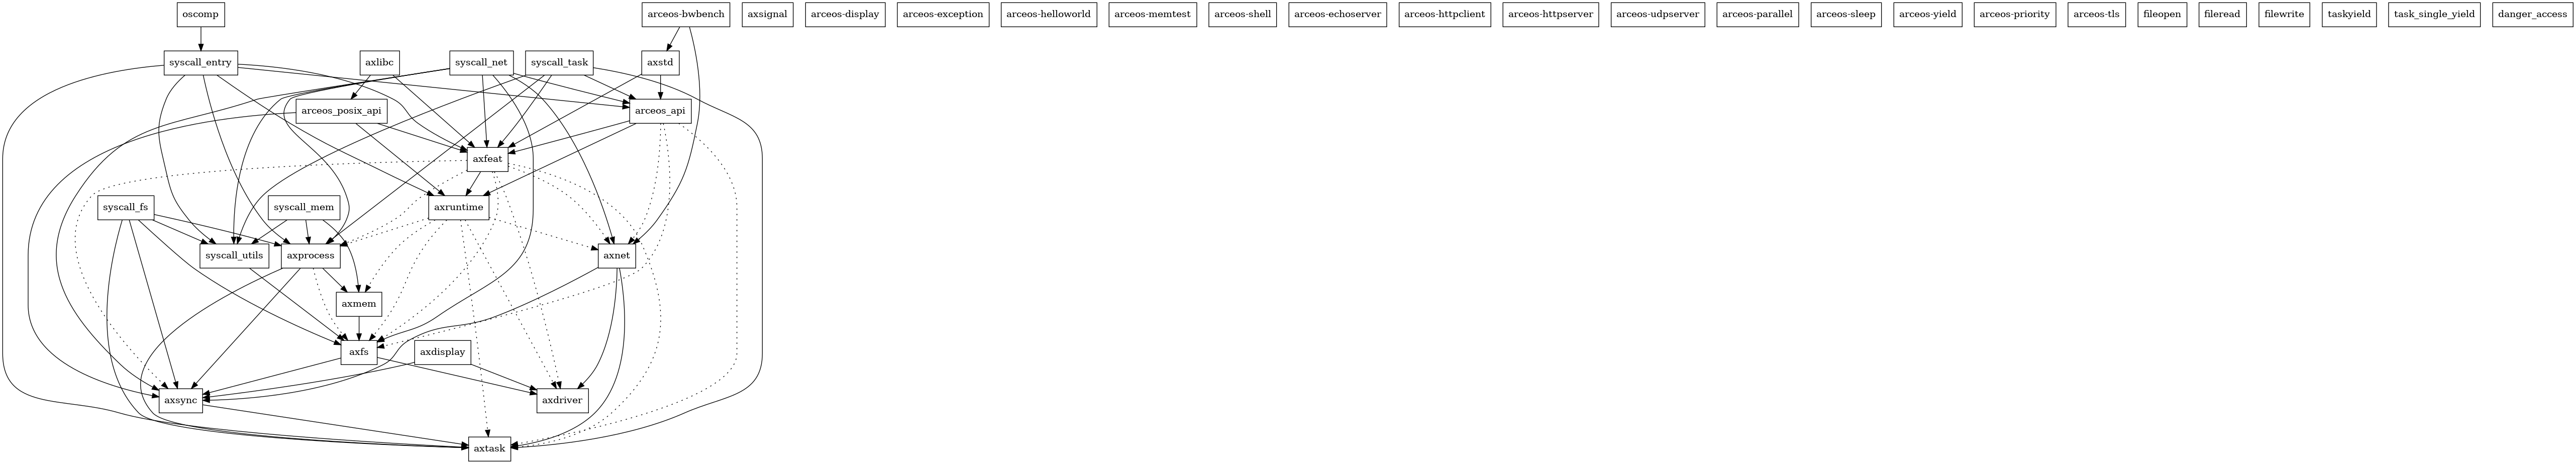 oscomp
arceos-bwbench
axsignal
arceos-display
arceos-exception
arceos-helloworld
arceos-memtest
arceos-shell
arceos-echoserver
arceos-httpclient
arceos-httpserver
arceos-udpserver
arceos-parallel
arceos-sleep
arceos-yield
arceos-priority
arceos-tls
fileopen
fileread
filewrite
taskyield
task_single_yield
danger_access
syscall_entry
axlibc
syscall_net
syscall_task
axstd
arceos_posix_api
arceos_api
axfeat
syscall_fs
syscall_mem
axruntime
syscall_utils
axprocess
axnet
axmem
axfs
axdisplay
axsync
axdriver
axtask